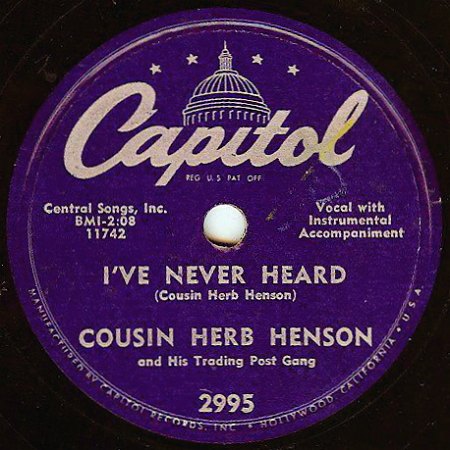 Capitol
REG U.S. PAT OFF.
Central Songs, Inc.
BMI-2:08
11742
Vocal with
Instrumental
Accompaniment
I'VE NEVER HEARD
(Cousin Herb Henson)
COUSIN HERB HENSON
and His Trading Post Gang
2995
MANUFACTURED BY CAPITOL RECORDS, INC. • HOLLYWOOD, CALIFORNIA • U.S.A.